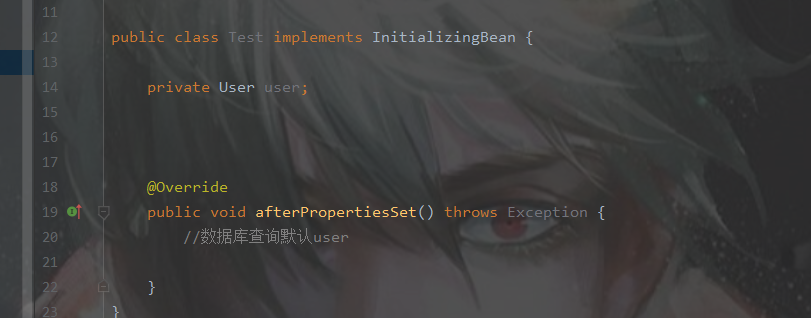 11
12 public class Test implements InitializingBean {
13
14 private User user;
15
16
17
18 @Override
19 public void afterPropertiesSet() throws Exception {
20 //数据库查询默认user
21
22 }
23 }